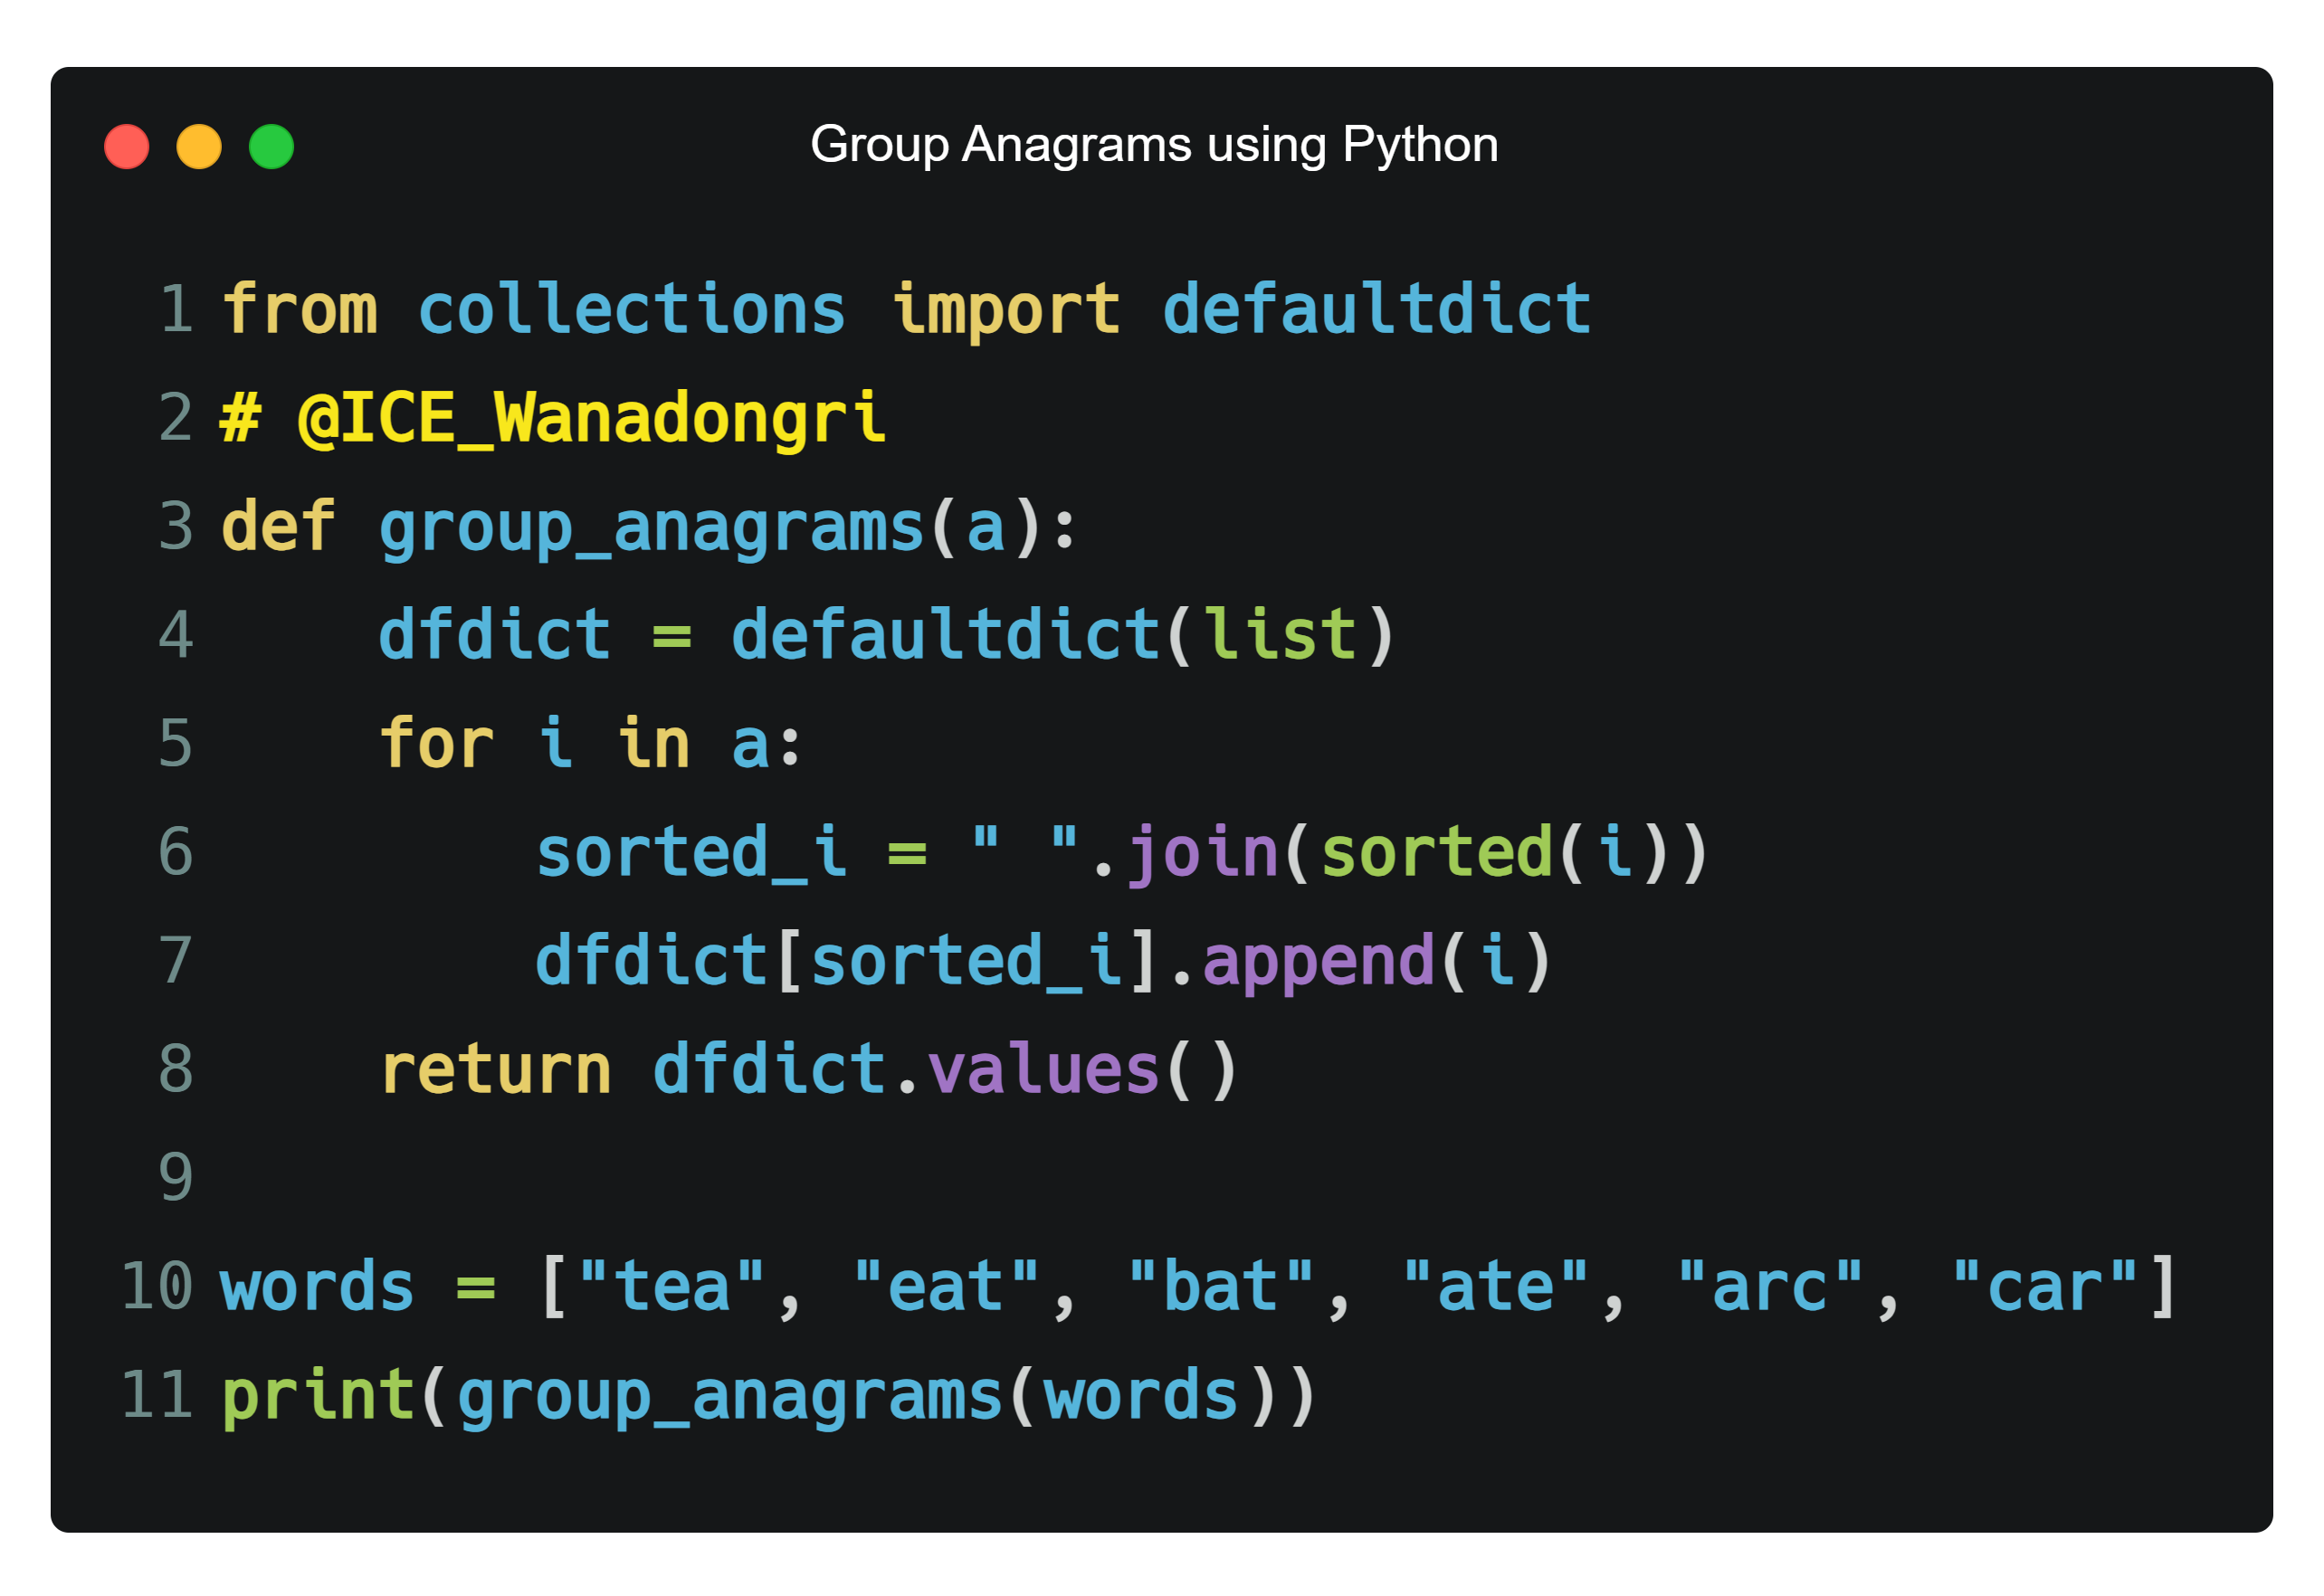 Group Anagrams using Python
1 from collections import defaultdict
2 # @ICE_Wanadongri
3 def group_anagrams(a):
4     dfdict = defaultdict(list)
5     for i in a:
6         sorted_i = " ".join(sorted(i))
7         dfdict[sorted_i].append(i)
8     return dfdict.values()
9
10 words = ["tea", "eat", "bat", "ate", "arc", "car"]
11 print(group_anagrams(words))